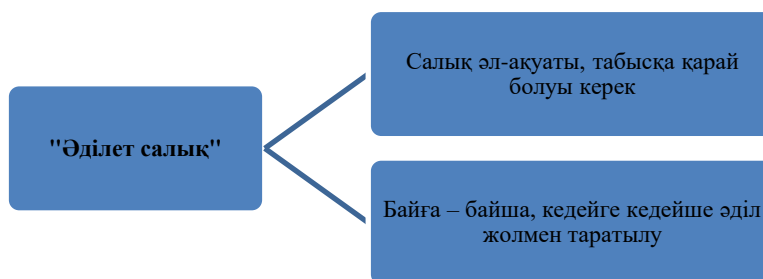 "Әділет салық"
Салық әл-ақуаты, табысқа қарай
болуы керек
Байға – байша, кедейге кедейше әділ
жолмен таратылу